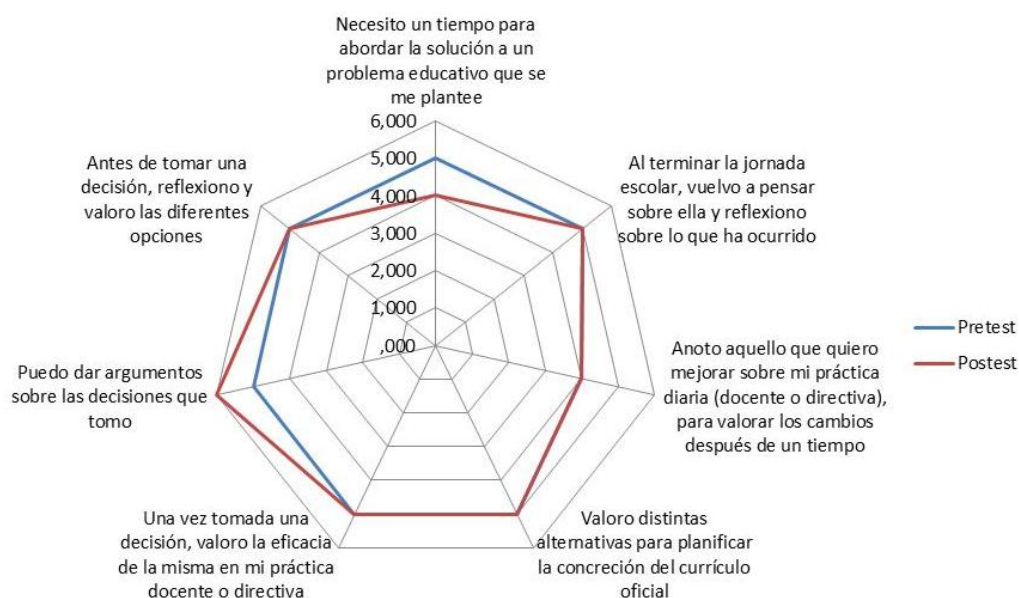 Necesito un tiempo para
abordar la solución a un
problema educativo que se
me plantee
6,000
5,000
4,000
3,000
2,000
1,000
,000
Al terminar la jornada
escolar, vuelvo a pensar
sobre ella y reflexiono
sobre lo que ha ocurrido
Anoto aquello que quiero
mejorar sobre mi práctica
diaria (docente o directiva),
para valorar los cambios
después de un tiempo
Valoro distintas
alternativas para planificar
la concreción del currículo
oficial
Una vez tomada una
decisión, valoro la eficacia
de la misma en mi práctica
docente o directiva
Puedo dar argumentos
sobre las decisiones que
tomo
Antes de tomar una
decisión, reflexiono y
valoro las diferentes
opciones
Pretest
Postest